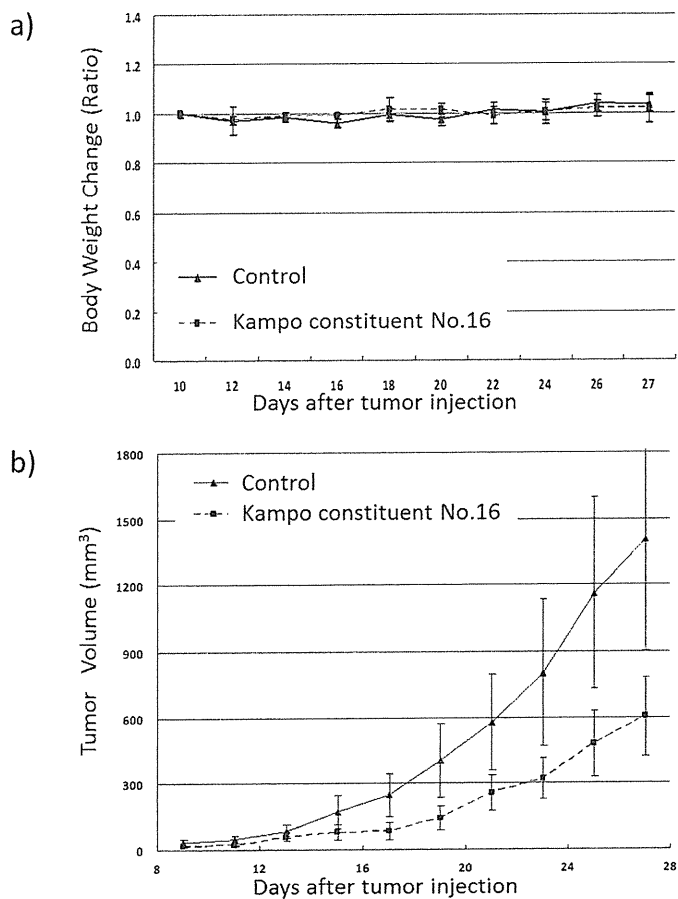 a)
Body Weight Change (Ratio)
1.4
1.2
1.0
0.8
0.6
0.4
0.2
0.0
Control
Kampo constituent No.16
10 12 14 16 18 20 22 24 26 27
Days after tumor injection
b)
Tumor Volume (mm³)
1800
1500
1200
900
600
300
0
Control
Kampo constituent No.16
8 12 16 20 24 28
Days after tumor injection